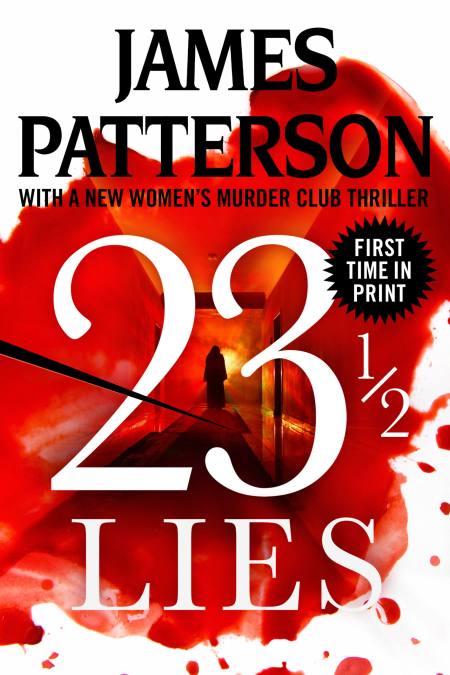 JAMES
PATTERSON
WITH A NEW WOMEN'S MURDER CLUB THRILLER
FIRST
TIME IN
PRINT
23 1/2
LIES